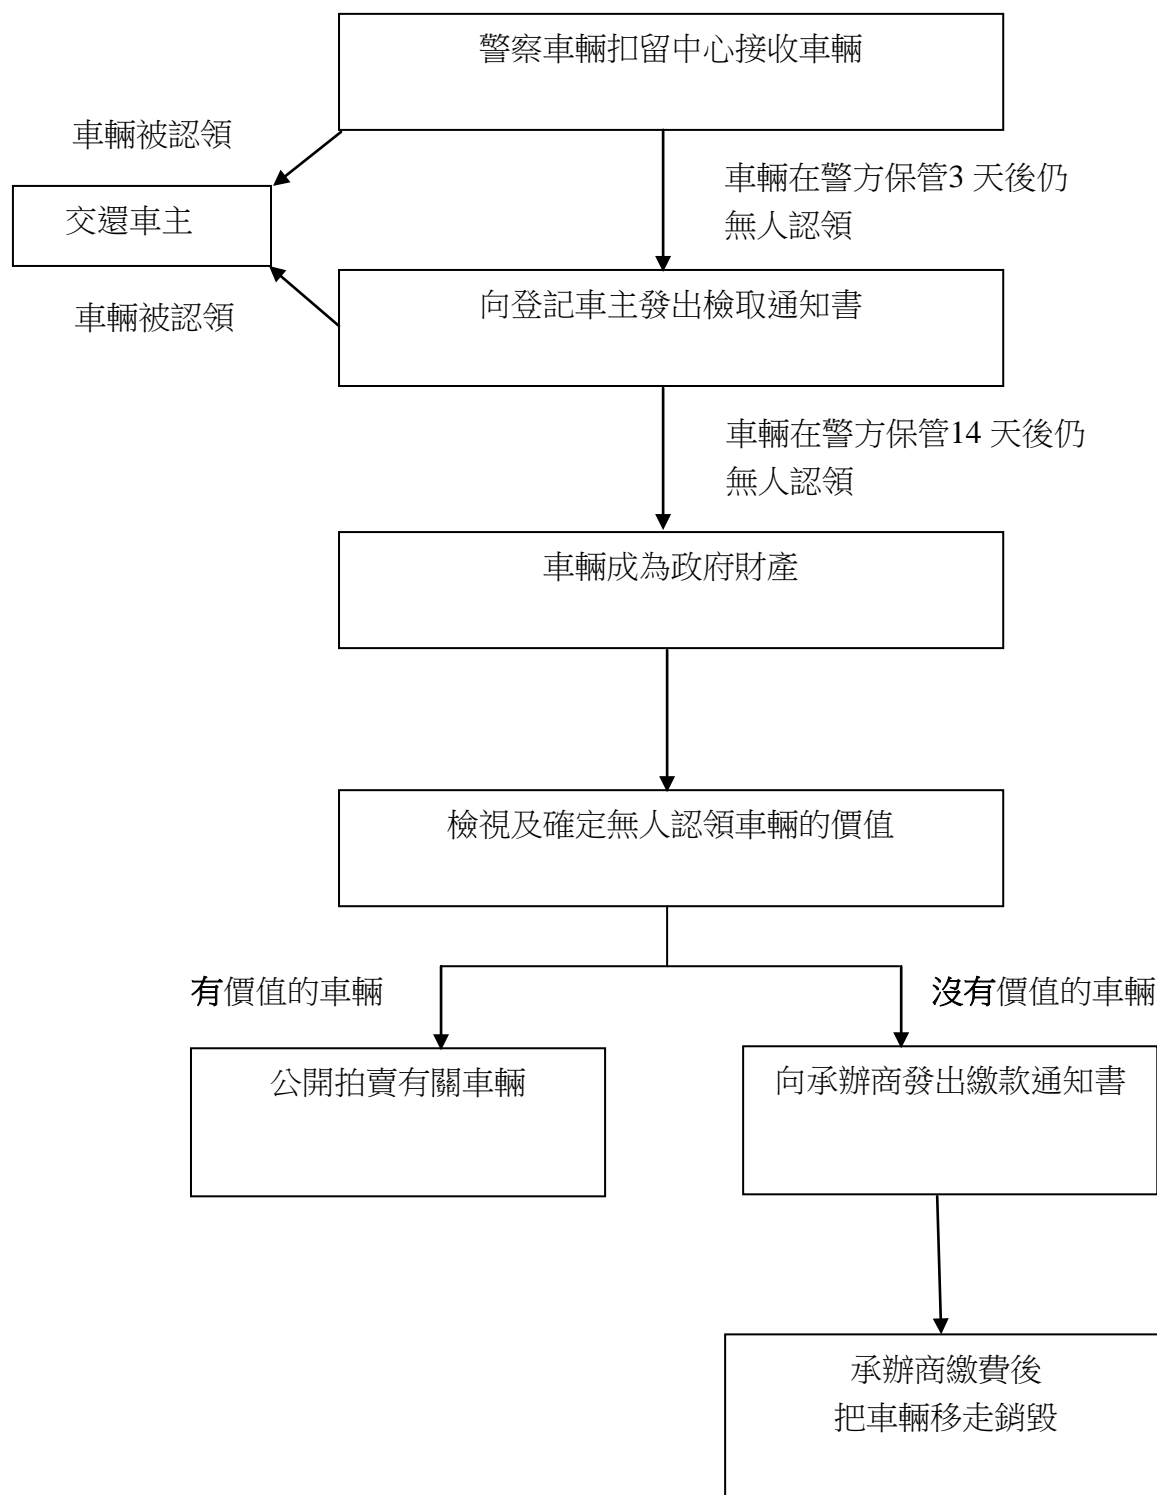 警察車輛扣留中心接收車輛
車輛被認領
車輛在警方保管3 天後仍
無人認領
交還車主
向登記車主發出檢取通知書
車輛被認領
車輛在警方保管14 天後仍
無人認領
車輛成為政府財產
檢視及確定無人認領車輛的價值
有價值的車輛
沒有價值的車輛
公開拍賣有關車輛
向承辦商發出繳款通知書
承辦商繳費後
把車輛移走銷毀